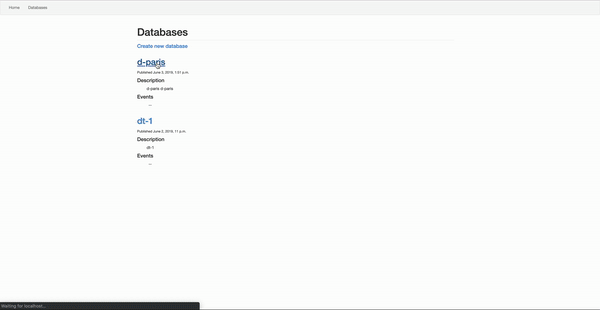 Home Databases
Databases
Create new database
d-paris
Published June 3, 2019, 1:51 p.m.
Description
d-paris d-paris
Events
--
dt-1
Published June 2, 2019, 11 p.m.
Description
dt-1
Events
--
Waiting for localhost...